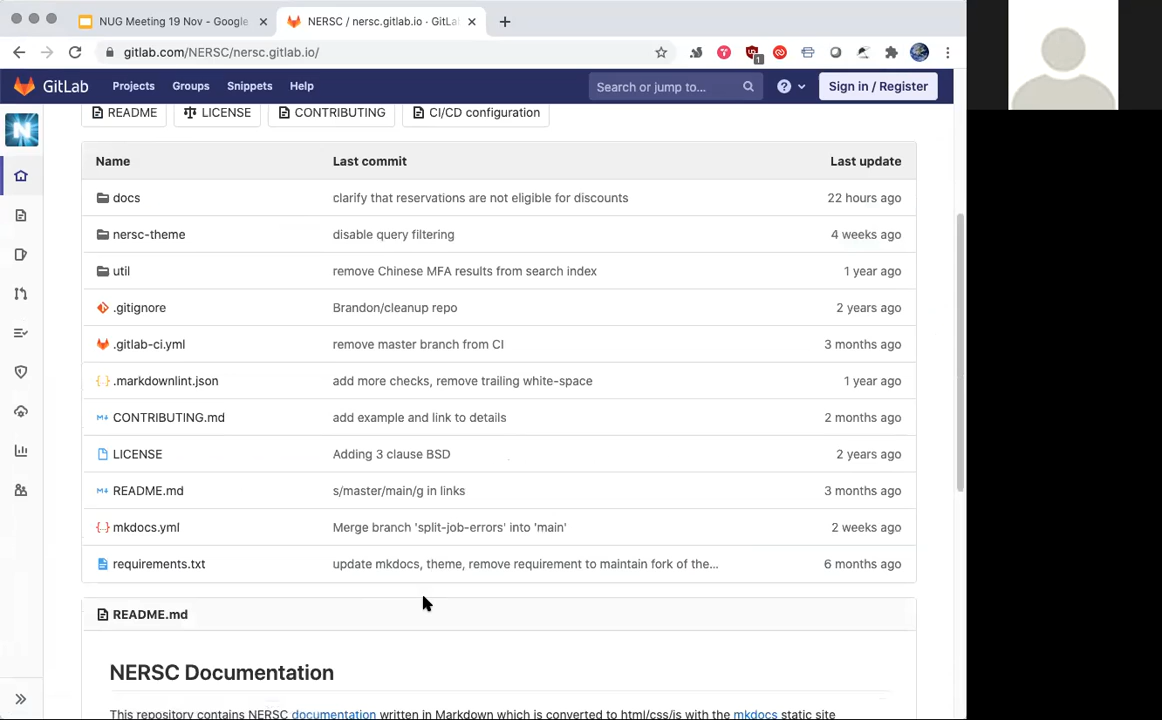 NUG Meeting 19 Nov - Google
NERSC / nersc.gitlab.io · GitLa
gitlab.com/NERSC/nersc.gitlab.io/
1
GitLab Projects Groups Snippets Help Search or jump to... Sign in / Register
N
README LICENSE CONTRIBUTING CI/CD configuration
Name Last commit Last update
docs clarify that reservations are not eligible for discounts 22 hours ago
nersc-theme disable query filtering 4 weeks ago
util remove Chinese MFA results from search index 1 year ago
.gitignore Brandon/cleanup repo 2 years ago
.gitlab-ci.yml remove master branch from CI 3 months ago
.markdownlint.json add more checks, remove trailing white-space 1 year ago
CONTRIBUTING.md add example and link to details 2 months ago
LICENSE Adding 3 clause BSD 2 years ago
README.md s/master/main/g in links 3 months ago
mkdocs.yml Merge branch 'split-job-errors' into 'main' 2 weeks ago
requirements.txt update mkdocs, theme, remove requirement to maintain fork of the... 6 months ago
README.md
NERSC Documentation
This repository contains NERSC documentation written in Markdown which is converted to html/css/js with the mkdocs static site